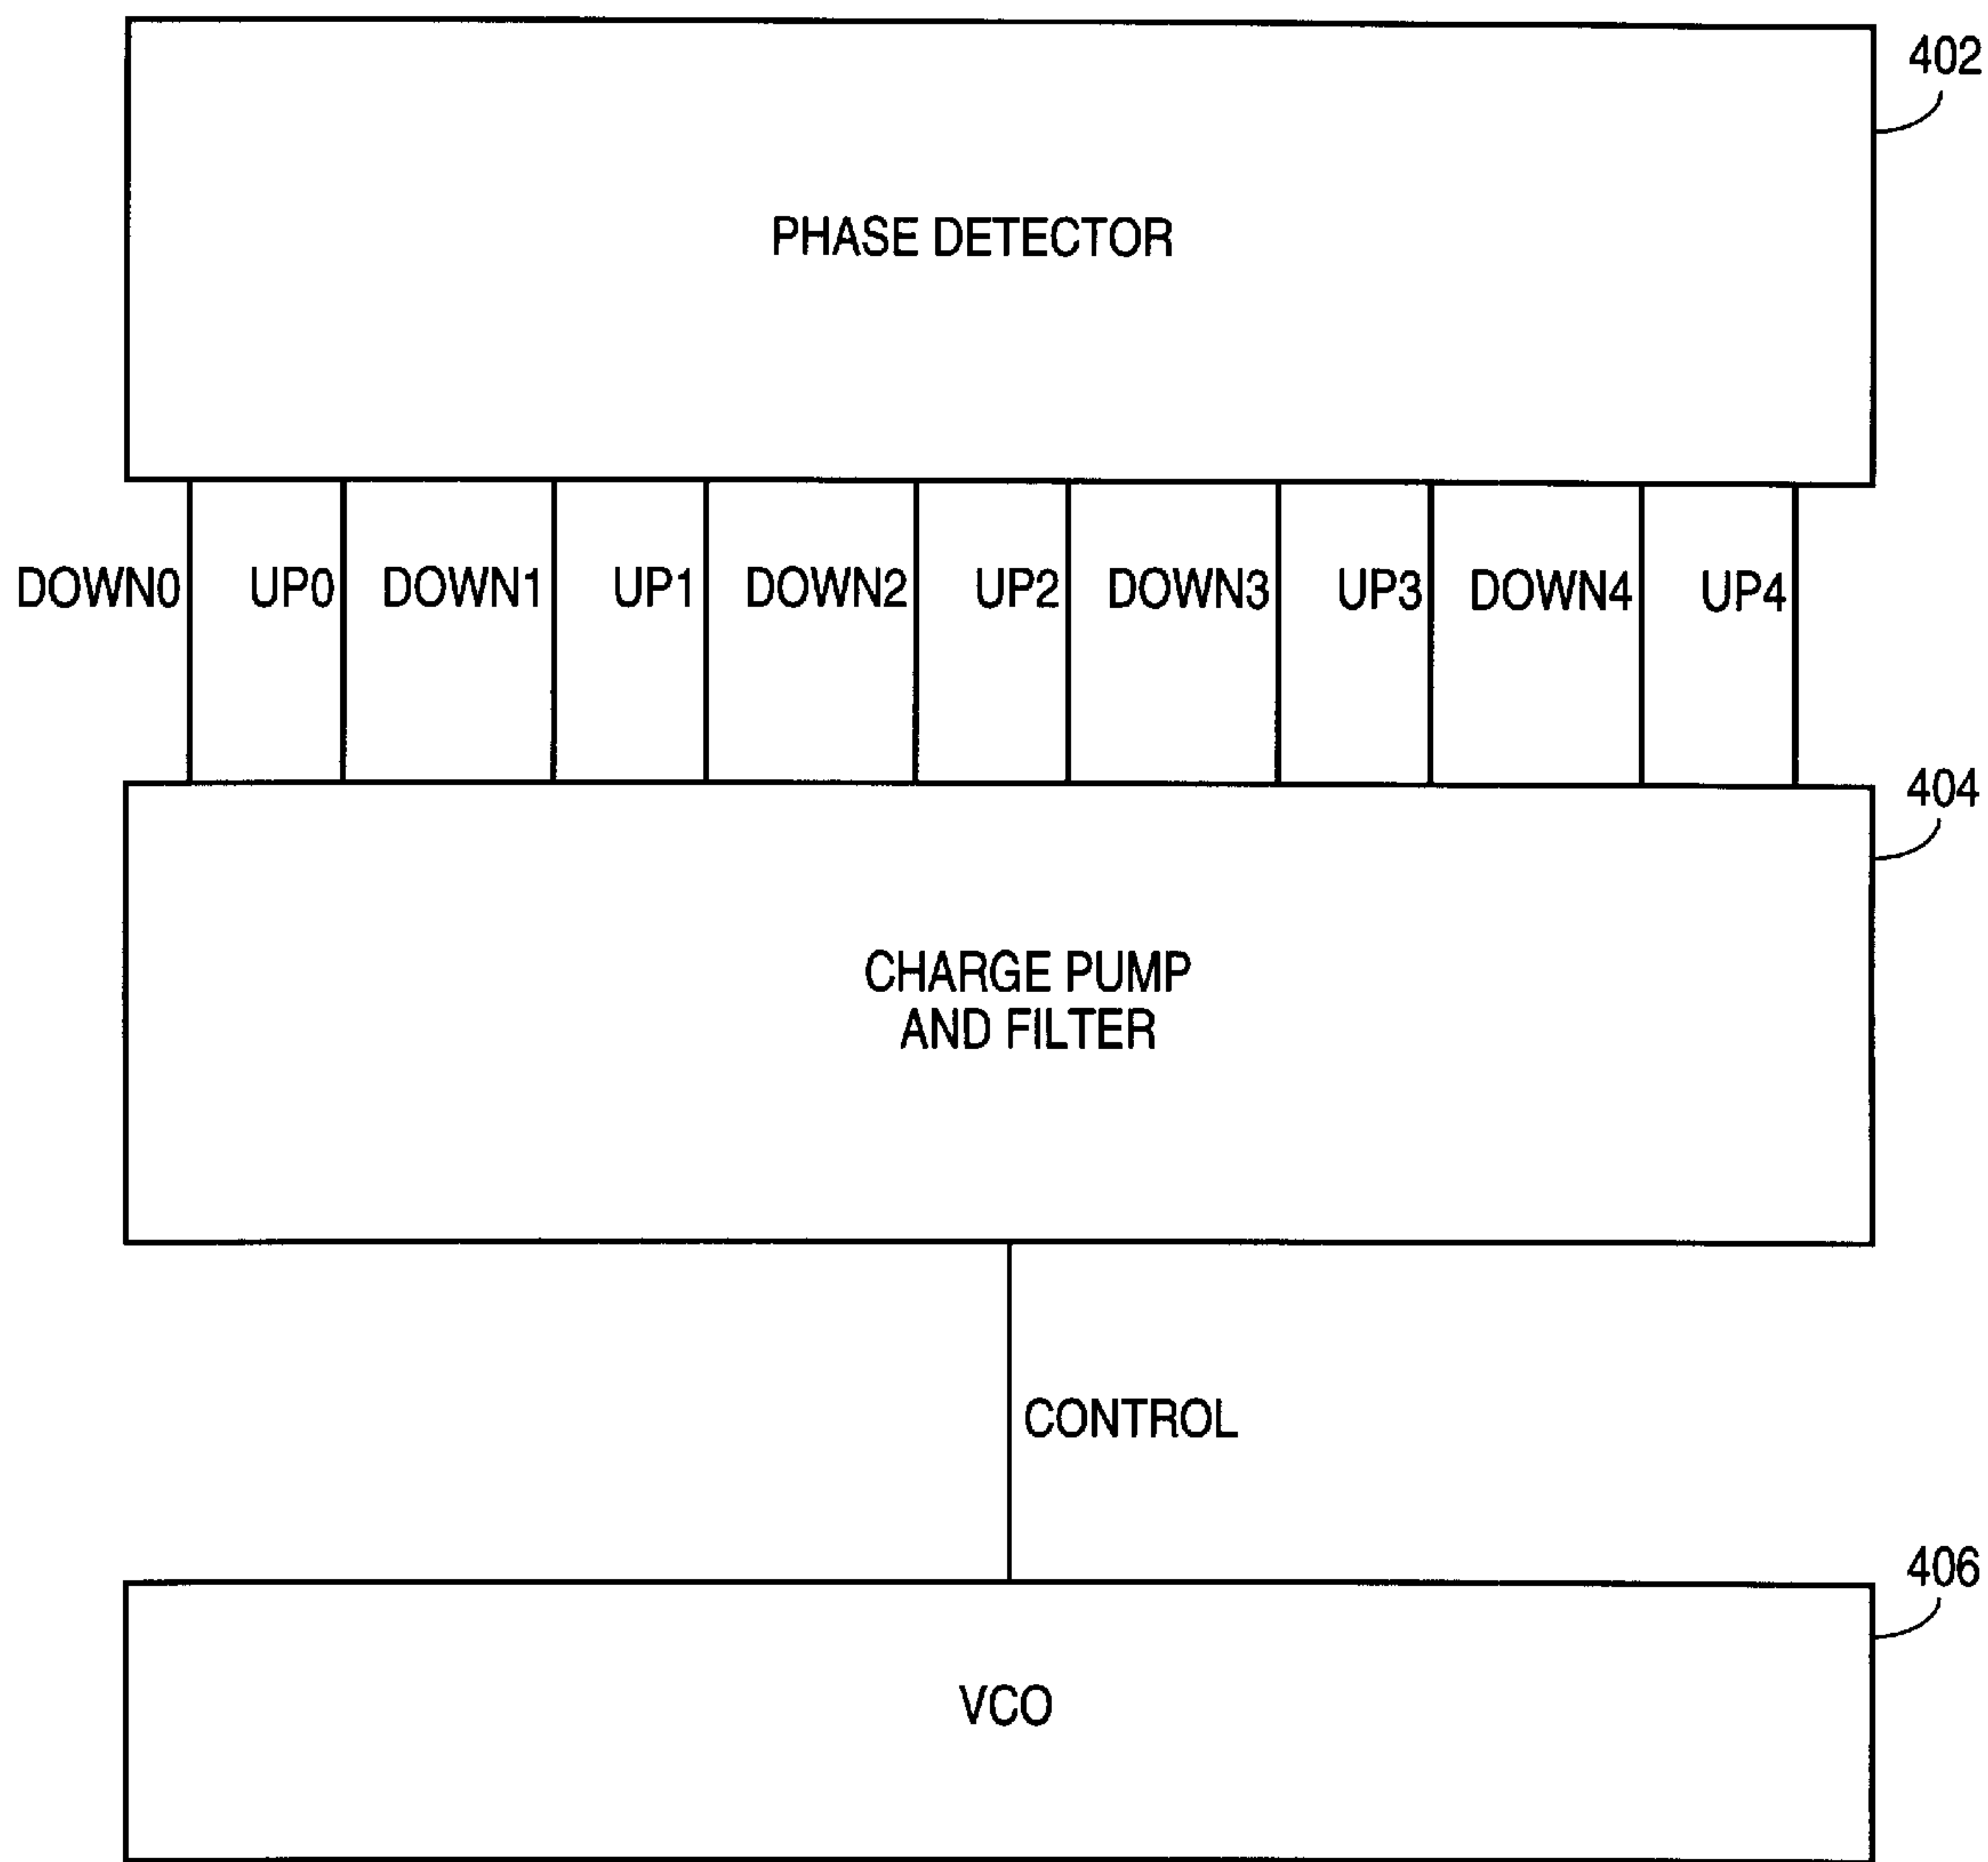 402
PHASE DETECTOR
DOWN0 UP0 DOWN1 UP1 DOWN2 UP2 DOWN3 UP3 DOWN4 UP4
404
CHARGE PUMP
AND FILTER
CONTROL
406
VCO